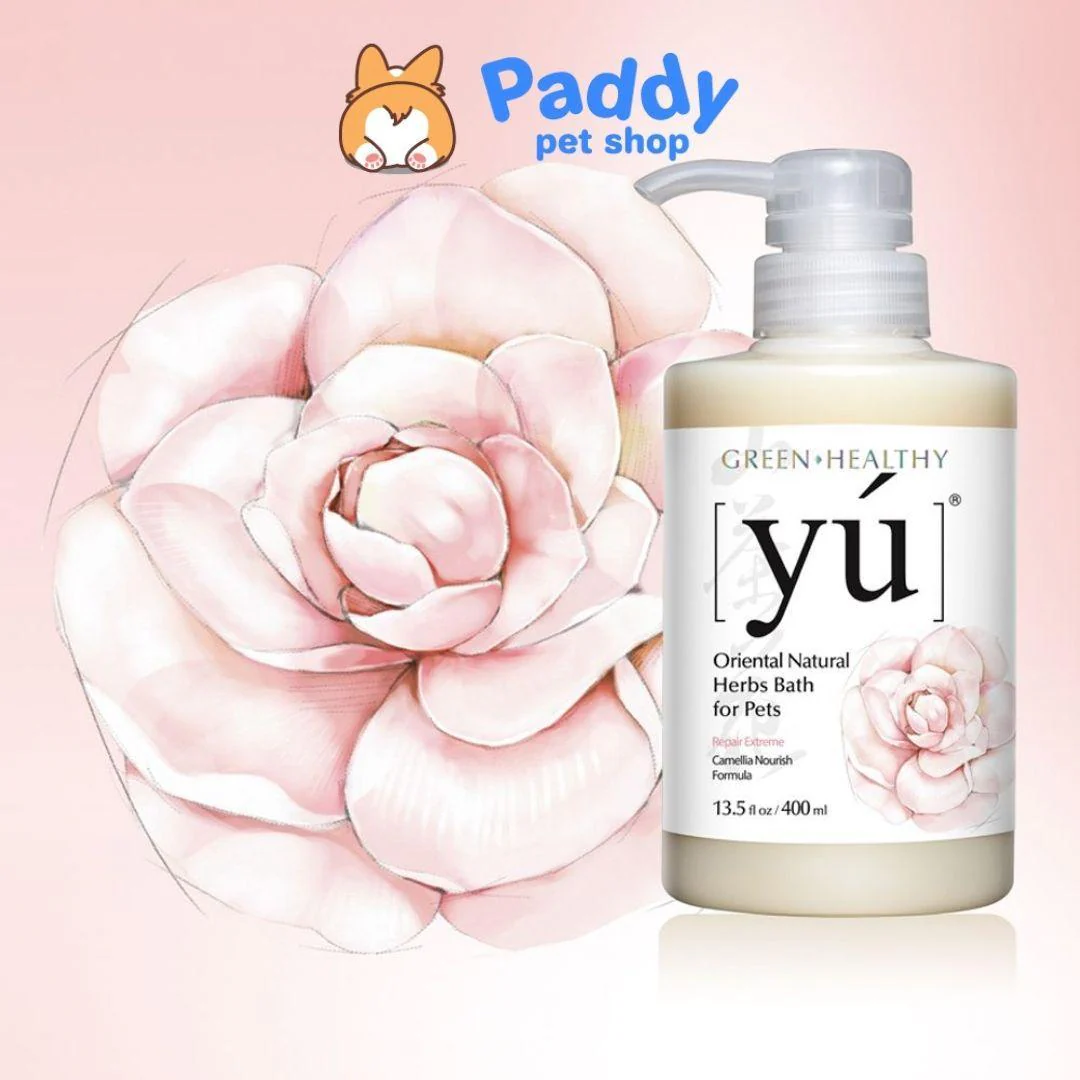 Paddy
pet shop
GREEN♦HEALTHY
[yú]®
Oriental Natural
Herbs Bath
for Pets
Repair Extreme
Camellia Nourish
Formula
13.5 fl oz / 400 ml